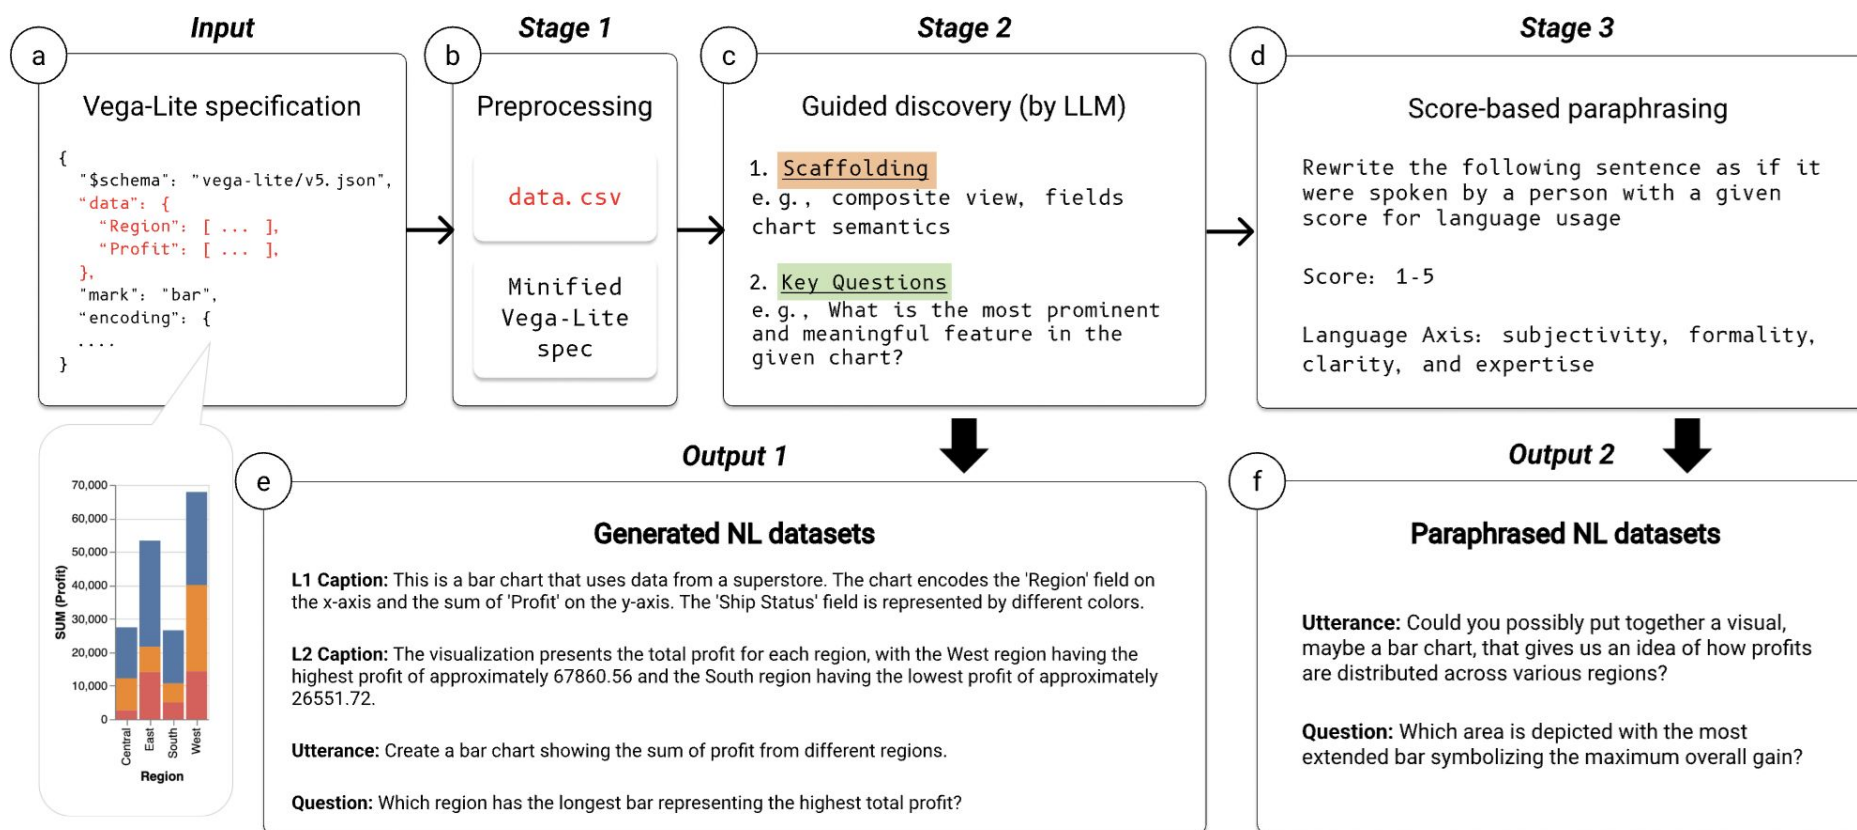 Input
Stage 1
Stage 2
Stage 3
a
Vega-Lite specification
{
"$schema": "vega-lite/v5.json",
"data": {
"Region": [ ... ],
"Profit": [ ... ],
},
"mark": "bar",
"encoding": {
....
}
b
Preprocessing
data.csv
Minified
Vega-Lite
spec
c
Guided discovery (by LLM)
1. Scaffolding
e.g., composite view, fields
chart semantics
2. Key Questions
e.g., What is the most prominent
and meaningful feature in the
given chart?
d
Score-based paraphrasing
Rewrite the following sentence as if it
were spoken by a person with a given
score for language usage
Score: 1-5
Language Axis: subjectivity, formality,
clarity, and expertise
70,000
60,000
50,000
40,000
30,000
20,000
10,000
0
SUM (Profit)
Central
East
South
West
Region
Output 1
e
Generated NL datasets
L1 Caption: This is a bar chart that uses data from a superstore. The chart encodes the 'Region' field on
the x-axis and the sum of 'Profit' on the y-axis. The 'Ship Status' field is represented by different colors.
L2 Caption: The visualization presents the total profit for each region, with the West region having the
highest profit of approximately 67860.56 and the South region having the lowest profit of approximately
26551.72.
Utterance: Create a bar chart showing the sum of profit from different regions.
Question: Which region has the longest bar representing the highest total profit?
Output 2
f
Paraphrased NL datasets
Utterance: Could you possibly put together a visual,
maybe a bar chart, that gives us an idea of how profits
are distributed across various regions?
Question: Which area is depicted with the most
extended bar symbolizing the maximum overall gain?